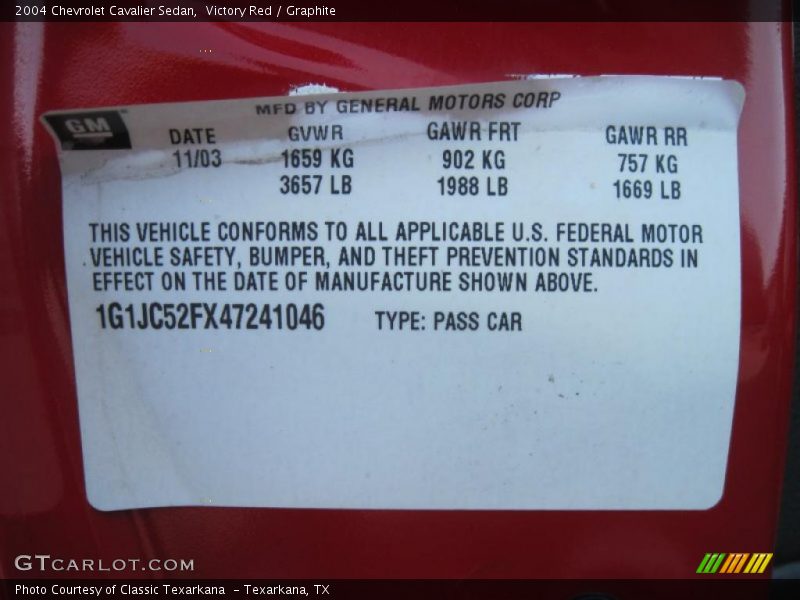 2004 Chevrolet Cavalier Sedan, Victory Red / Graphite
MFD BY GENERAL MOTORS CORP
GM
DATE GVWR GAWR FRT GAWR RR
11/03 1659 KG 902 KG 757 KG
3657 LB 1988 LB 1669 LB
THIS VEHICLE CONFORMS TO ALL APPLICABLE U.S. FEDERAL MOTOR
VEHICLE SAFETY, BUMPER, AND THEFT PREVENTION STANDARDS IN
EFFECT ON THE DATE OF MANUFACTURE SHOWN ABOVE.
1G1JC52FX47241046 TYPE: PASS CAR
GTCARLOT.COM
Photo Courtesy of Classic Texarkana - Texarkana, TX